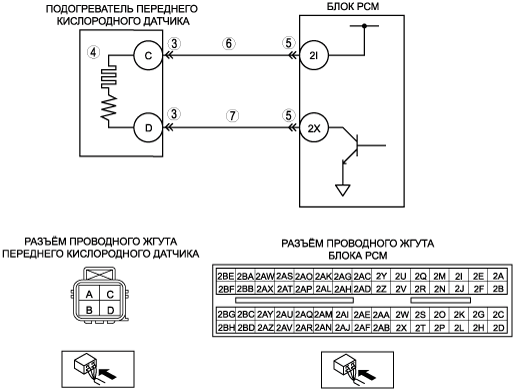 ПОДОГРЕВАТЕЛЬ ПЕРЕДНЕГО
КИСЛОРОДНОГО ДАТЧИКА
БЛОК PCM
4 C 3 6 5 2I
D 3 7 5 2X
РАЗЪЁМ ПРОВОДНОГО ЖГУТА
ПЕРЕДНЕГО КИСЛОРОДНОГО ДАТЧИКА
A C
B D
РАЗЪЁМ ПРОВОДНОГО ЖГУТА
БЛОКА PCM
2BE 2BA 2AW 2AS 2AO 2AK 2AG 2AC 2Y 2U 2Q 2M 2I 2E 2A
2BF 2BB 2AX 2AT 2AP 2AL 2AH 2AD 2Z 2V 2R 2N 2J 2F 2B
2BG 2BC 2AY 2AU 2AQ 2AM 2AI 2AE 2AA 2W 2S 2O 2K 2G 2C
2BH 2BD 2AZ 2AV 2AR 2AN 2AJ 2AF 2AB 2X 2T 2P 2L 2H 2D